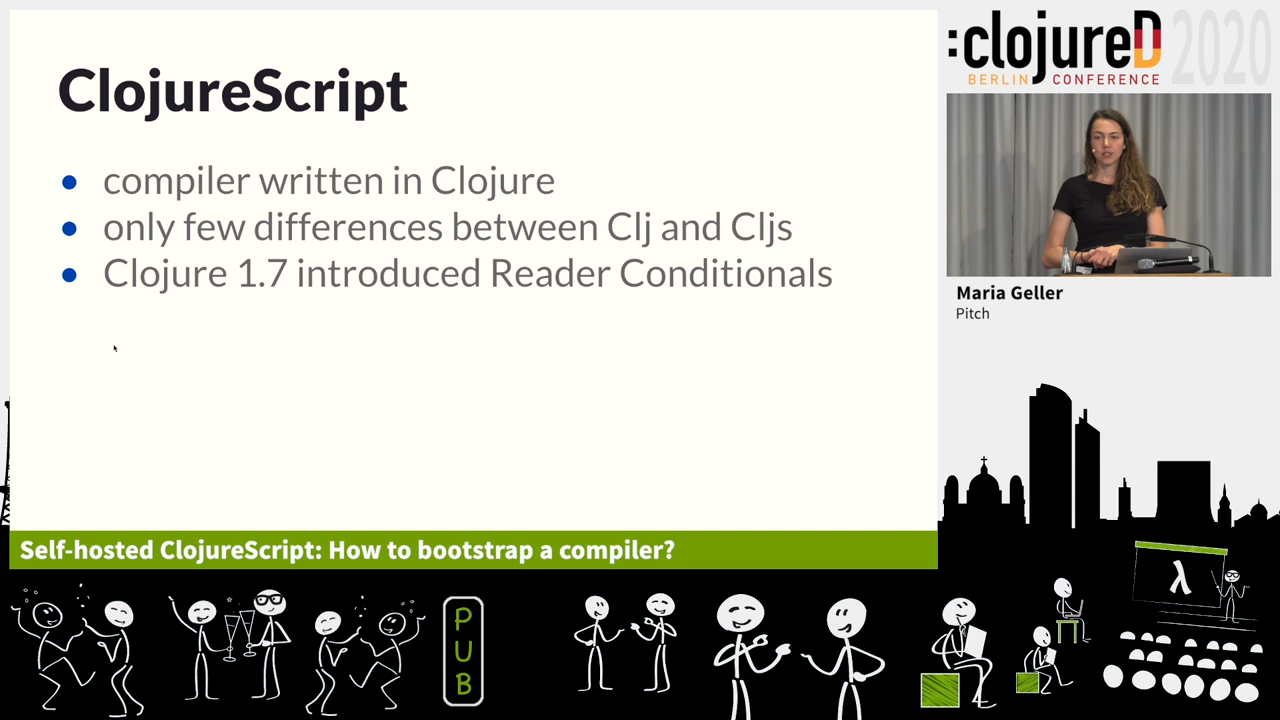 ClojureScript
• compiler written in Clojure
• only few differences between Clj and Cljs
• Clojure 1.7 introduced Reader Conditionals
Self-hosted ClojureScript: How to bootstrap a compiler?
:clojureD 2020
BERLIN CONFERENCE
Maria Geller
Pitch
PUB
λ